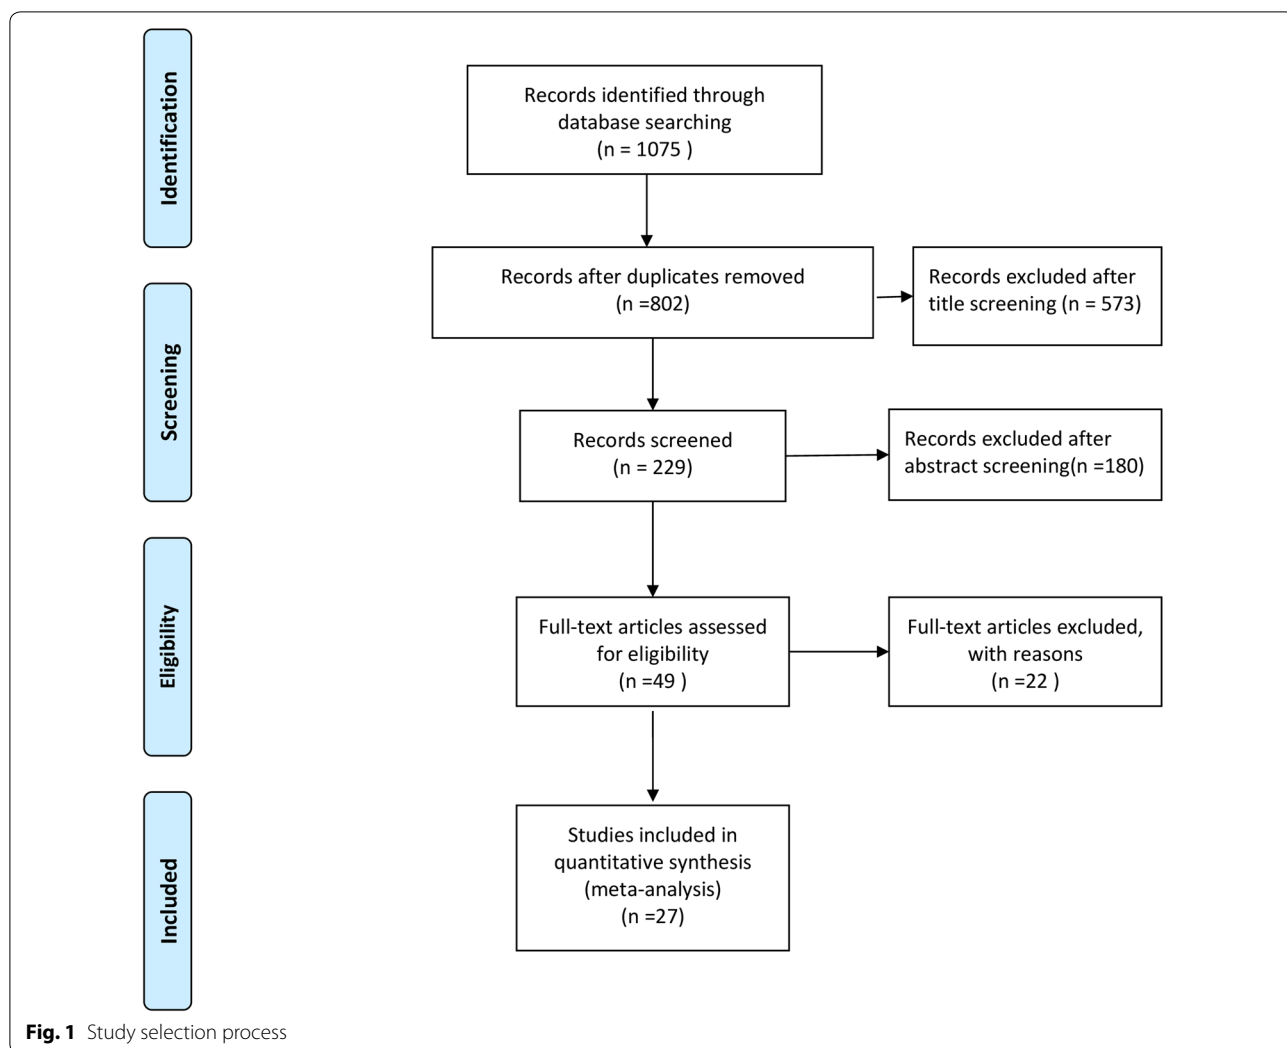 Identification
Records identified through
database searching
(n = 1075 )
Records after duplicates removed
(n =802)
Records excluded after
title screening (n = 573)
Screening
Records screened
(n = 229)
Records excluded after
abstract screening(n =180)
Eligibility
Full-text articles assessed
for eligibility
(n =49 )
Full-text articles excluded,
with reasons
(n =22 )
Included
Studies included in
quantitative synthesis
(meta-analysis)
(n =27)
Fig. 1 Study selection process